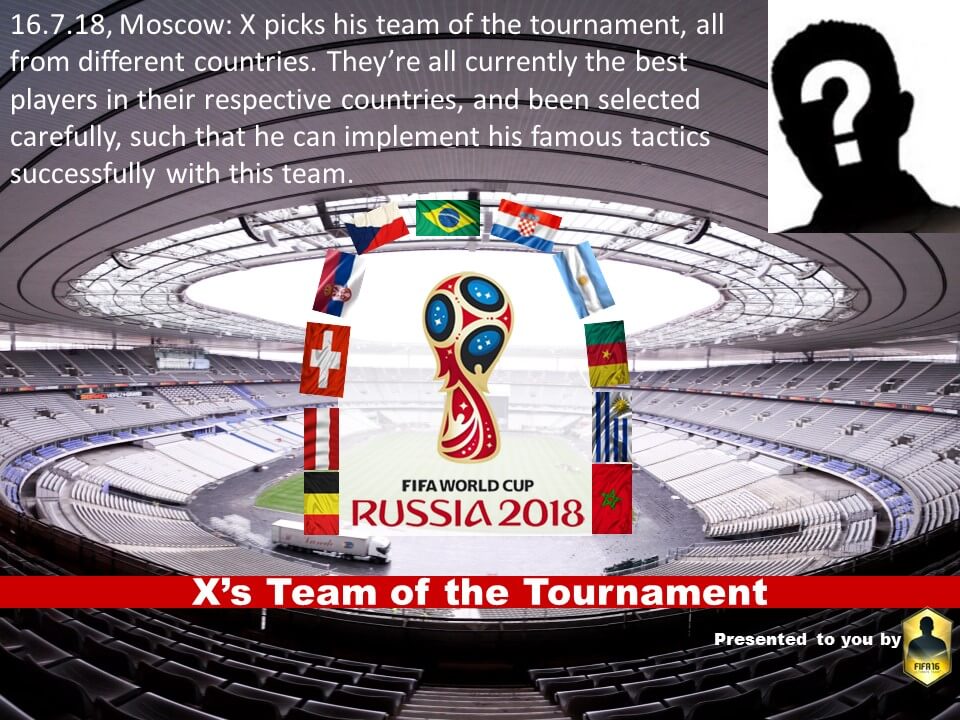 16.7.18, Moscow: X picks his team of the tournament, all
from different countries. They’re all currently the best
players in their respective countries, and been selected
carefully, such that he can implement his famous tactics
successfully with this team.
?
FIFA WORLD CUP
RUSSIA 2018
X’s Team of the Tournament
Presented to you by
FIFA16